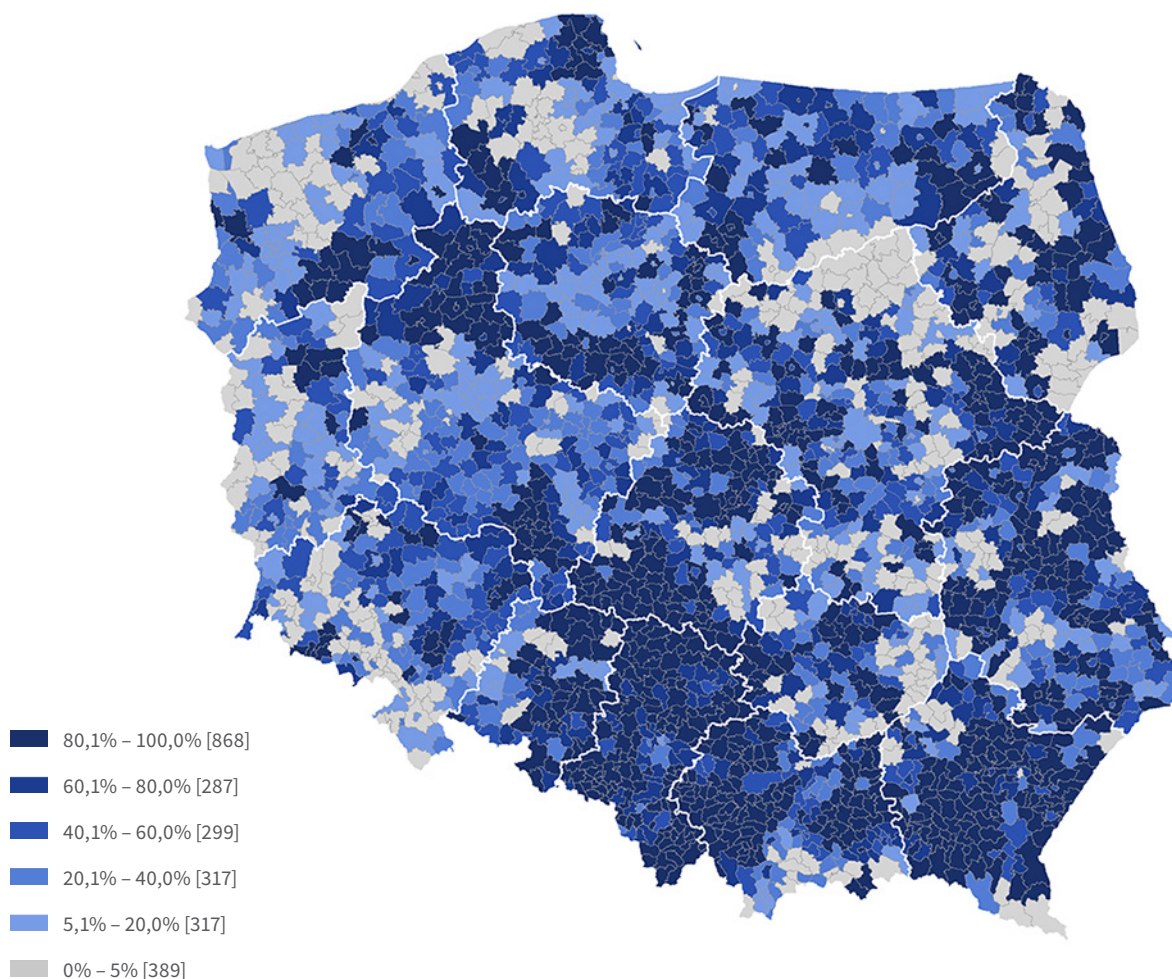 80,1% – 100,0% [868]
60,1% – 80,0% [287]
40,1% – 60,0% [299]
20,1% – 40,0% [317]
5,1% – 20,0% [317]
0% – 5% [389]